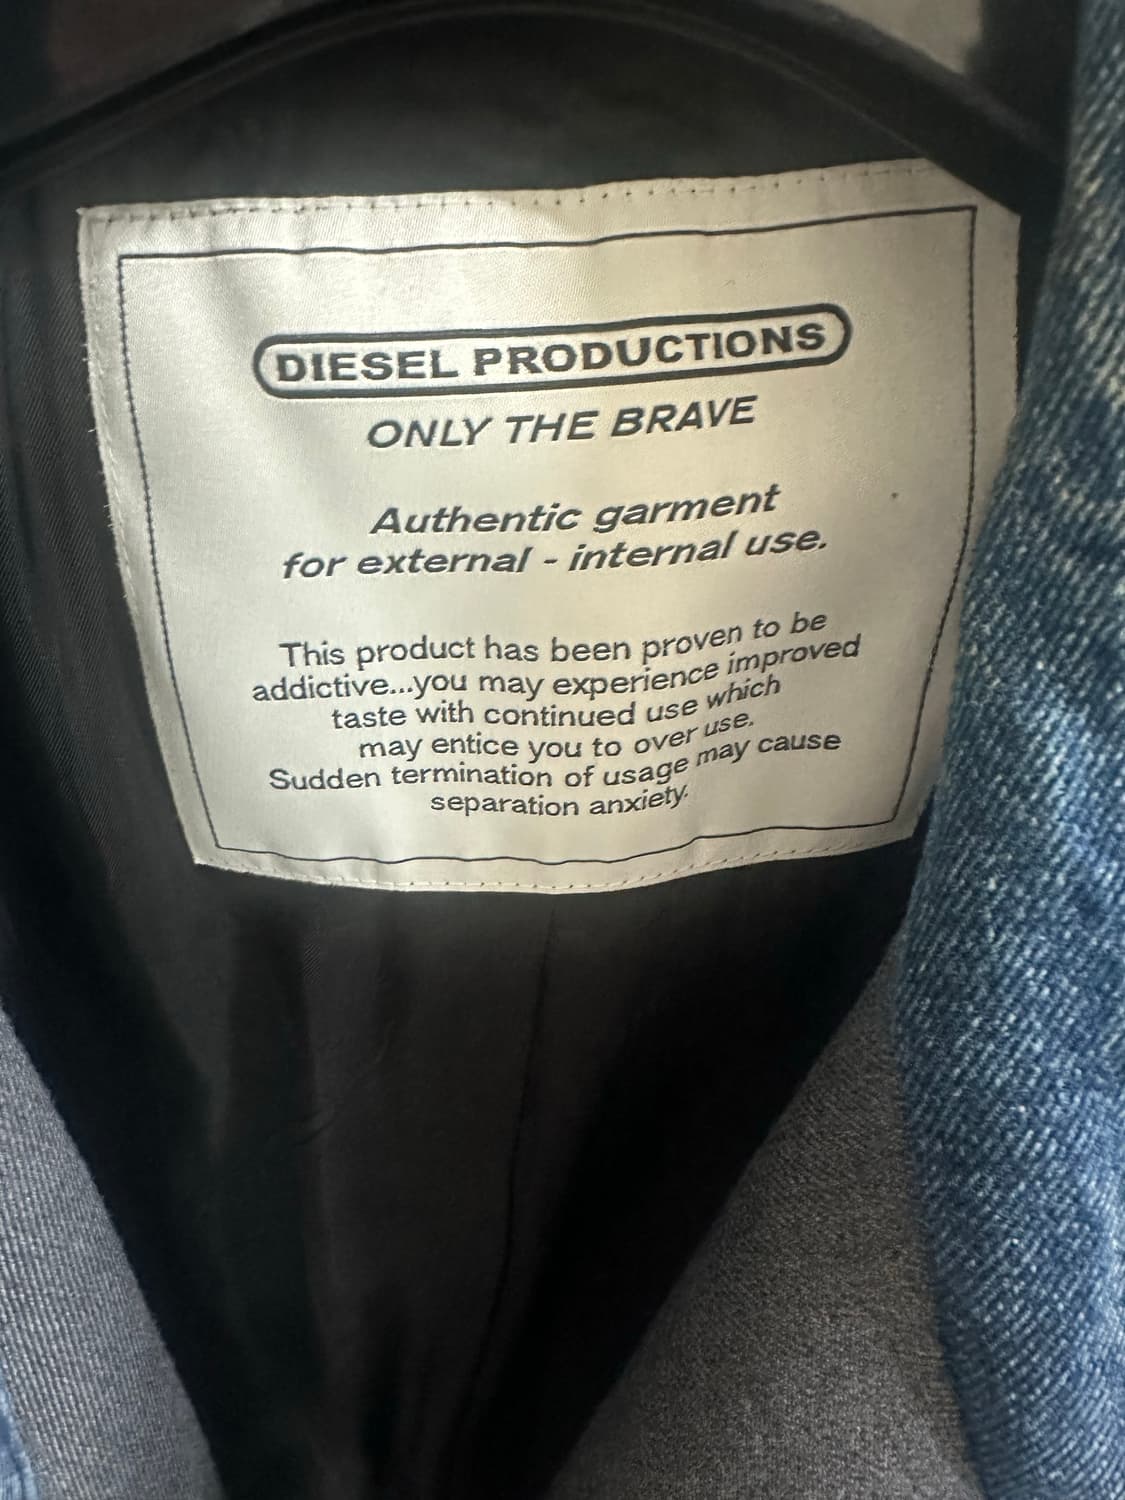 DIESEL PRODUCTIONS
ONLY THE BRAVE
Authentic garment
for external - internal use.
This product has been proven to be
addictive...you may experience improved
taste with continued use which
may entice you to over use.
Sudden termination of usage may cause
separation anxiety.